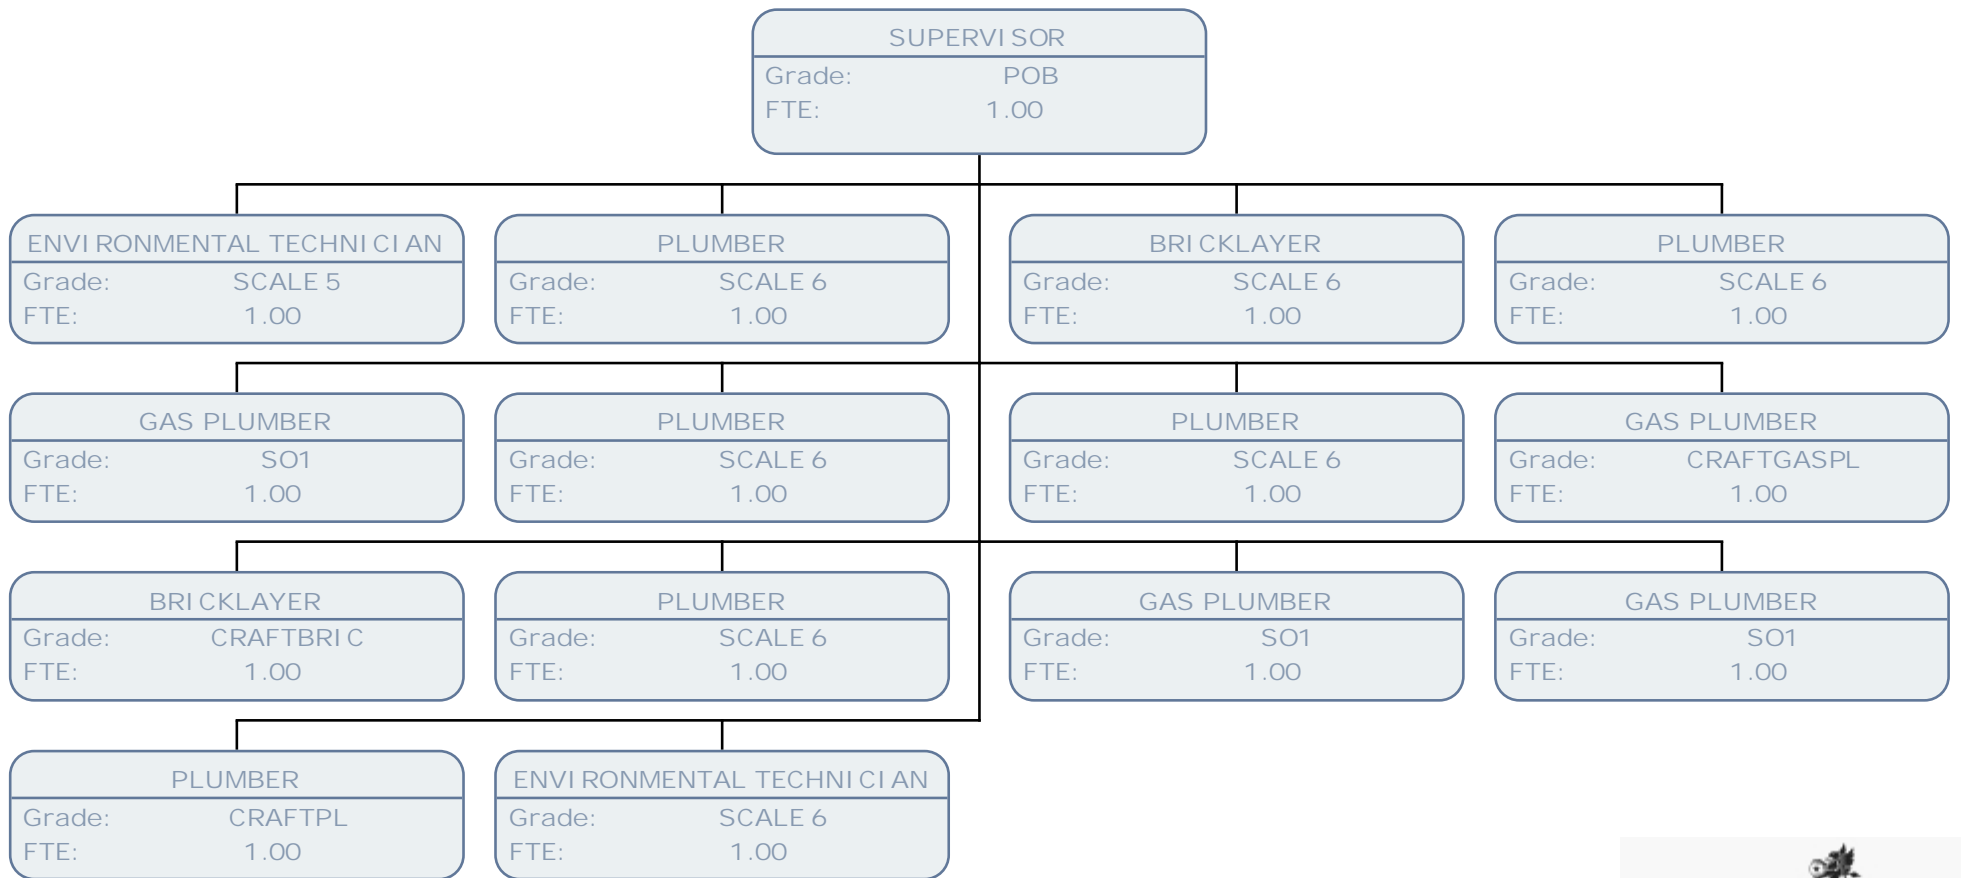 SUPERVISOR
Grade: POB
FTE: 1.00
ENVIRONMENTAL TECHNICIAN
Grade: SCALE 5
FTE: 1.00
PLUMBER
Grade: SCALE 6
FTE: 1.00
BRICKLAYER
Grade: SCALE 6
FTE: 1.00
PLUMBER
Grade: SCALE 6
FTE: 1.00
GAS PLUMBER
Grade: SO1
FTE: 1.00
PLUMBER
Grade: SCALE 6
FTE: 1.00
PLUMBER
Grade: SCALE 6
FTE: 1.00
GAS PLUMBER
Grade: CRAFTGASPL
FTE: 1.00
BRICKLAYER
Grade: CRAFTBRIC
FTE: 1.00
PLUMBER
Grade: SCALE 6
FTE: 1.00
GAS PLUMBER
Grade: SO1
FTE: 1.00
GAS PLUMBER
Grade: SO1
FTE: 1.00
PLUMBER
Grade: CRAFTPL
FTE: 1.00
ENVIRONMENTAL TECHNICIAN
Grade: SCALE 6
FTE: 1.00